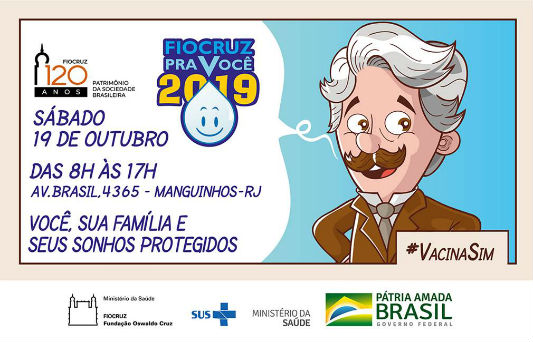 FIOCRUZ
120
ANOS
PATRIMÔNIO
DA SOCIEDADE
BRASILEIRA
FIOCRUZ
PRA VOCÊ
2019
SÁBADO
19 DE OUTUBRO
DAS 8H ÀS 17H
AV.BRASIL,4365 - MANGUINHOS-RJ
VOCÊ, SUA FAMÍLIA E
SEUS SONHOS PROTEGIDOS
#VACINASIM
Ministério da Saúde
FIOCRUZ
Fundação Oswaldo Cruz
SUS
MINISTÉRIO DA
SAÚDE
PÁTRIA AMADA
BRASIL
GOVERNO FEDERAL